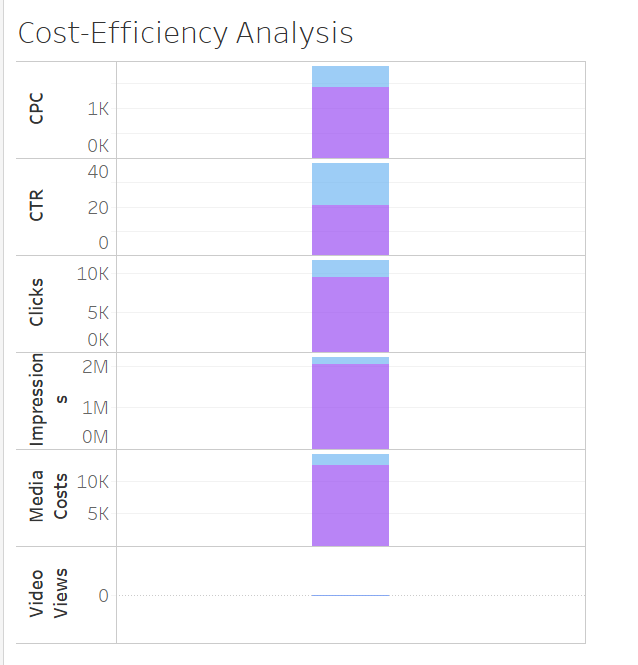 Cost-Efficiency Analysis
CPC
1K
0K
CTR
40
20
0
Clicks
10K
5K
0K
Impression
s
2M
1M
0M
Media
Costs
10K
5K
Video
Views
0